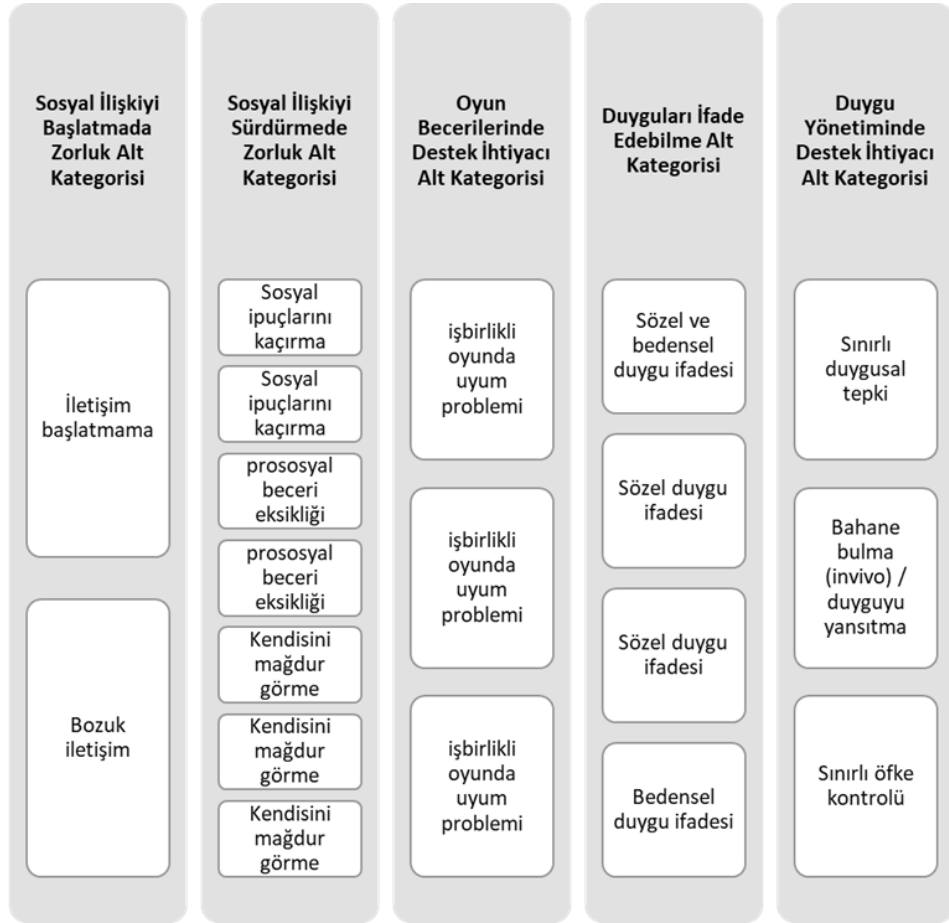 Sosyal İlişkiyi
Başlatmada
Zorluk Alt
Kategorisi
İletişim
başlatmama
Bozuk
iletişim
Sosyal İlişkiyi
Sürdürmede
Zorluk Alt
Kategorisi
Sosyal
ipuçlarını
kaçırma
Sosyal
ipuçlarını
kaçırma
prososyal
beceri
eksikliği
prososyal
beceri
eksikliği
Kendisini
mağdur
görme
Kendisini
mağdur
görme
Kendisini
mağdur
görme
Oyun
Becerilerinde
Destek İhtiyacı
Alt Kategorisi
işbirlikli
oyunda
uyum
problemi
işbirlikli
oyunda
uyum
problemi
işbirlikli
oyunda
uyum
problemi
Duyguları İfade
Edebilme Alt
Kategorisi
Sözel ve
bedensel
duygu ifadesi
Sözel duygu
ifadesi
Sözel duygu
ifadesi
Bedensel
duygu ifadesi
Duygu
Yönetiminde
Destek İhtiyacı
Alt Kategorisi
Sınırlı
duygusal
tepki
Bahane
bulma
(invivo) /
duyguyu
yansıtma
Sınırlı öfke
kontrolü